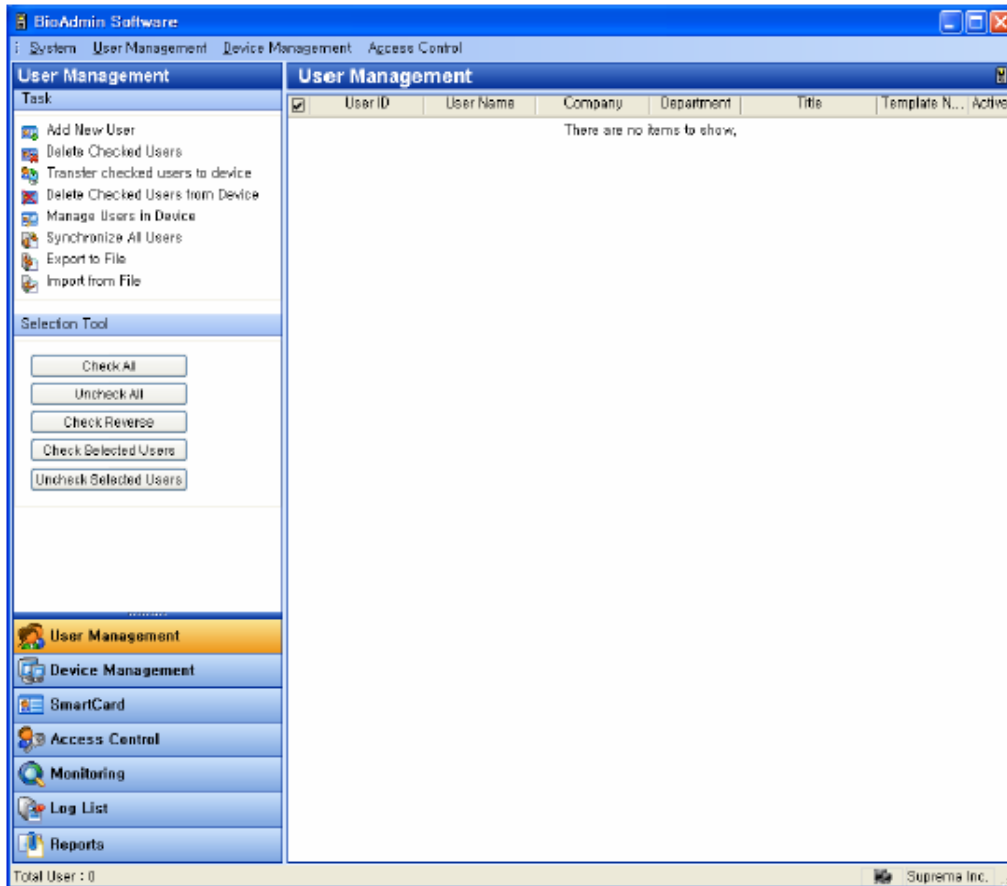 BioAdmin Software
System User Management Device Management Access Control
User Management
Task
Add New User
Delete Checked Users
Transfer checked users to device
Delete Checked Users from Device
Manage Users in Device
Synchronize All Users
Export to File
Import from File
Selection Tool
Check All
Uncheck All
Check Reverse
Check Selected Users
Uncheck Selected Users
User Management
Device Management
SmartCard
Access Control
Monitoring
Log List
Reports
User Management
User ID User Name Company Department Title Template N... Active
There are no items to show.
Total User : 0 Suprema Inc.